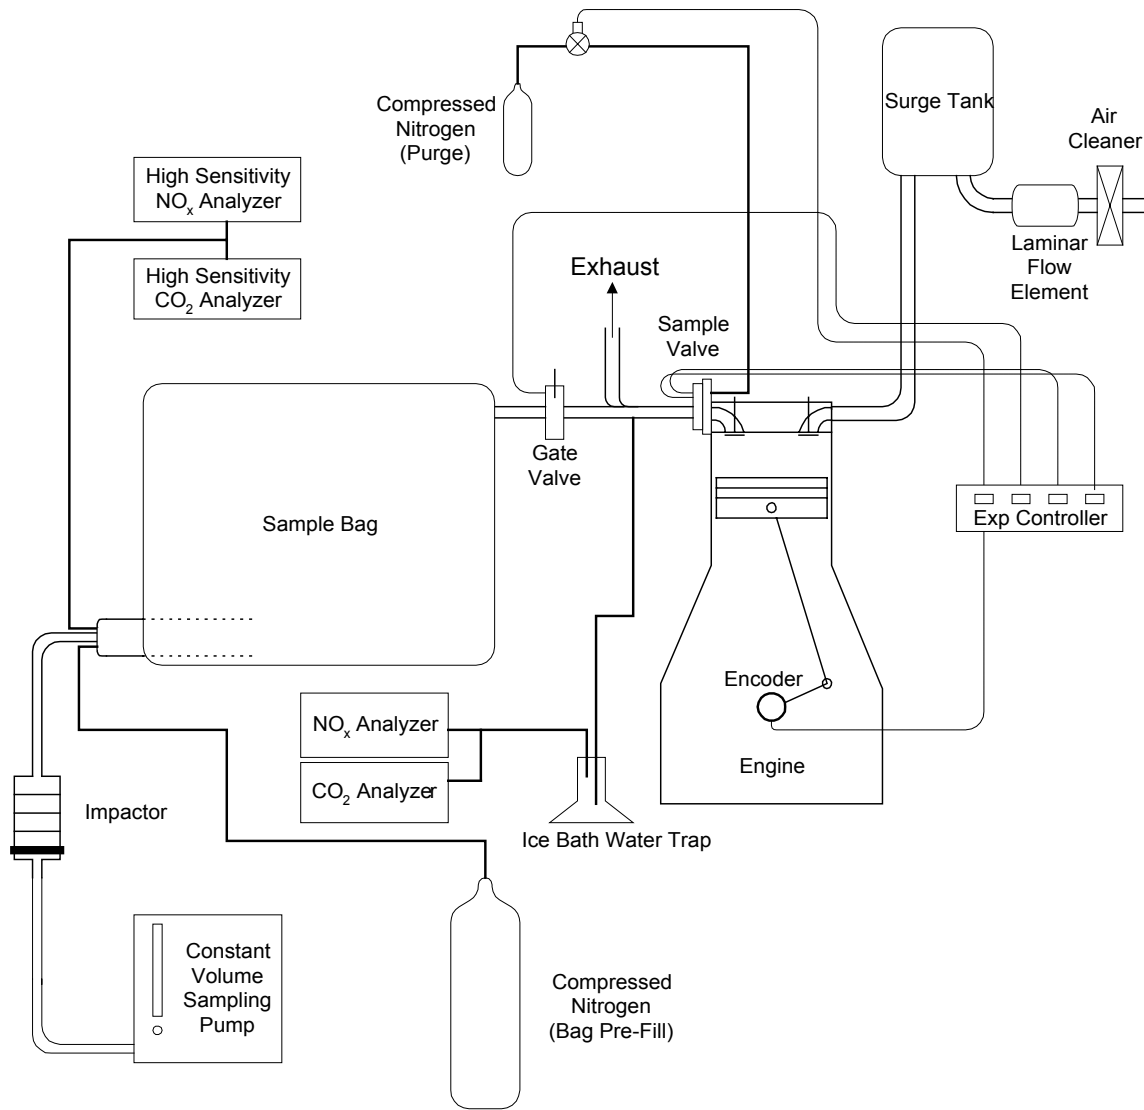 Surge Tank
Compressed
Nitrogen
(Purge)
Air
Cleaner
High Sensitivity
NOx Analyzer
High Sensitivity
CO2 Analyzer
Laminar
Flow
Element
Exhaust
Sample
Valve
Gate
Valve
Sample Bag
Exp Controller
Encoder
NOx Analyzer
Engine
CO2 Analyzer
Impactor
Ice Bath Water Trap
Constant
Volume
Sampling
Pump
Compressed
Nitrogen
(Bag Pre-Fill)